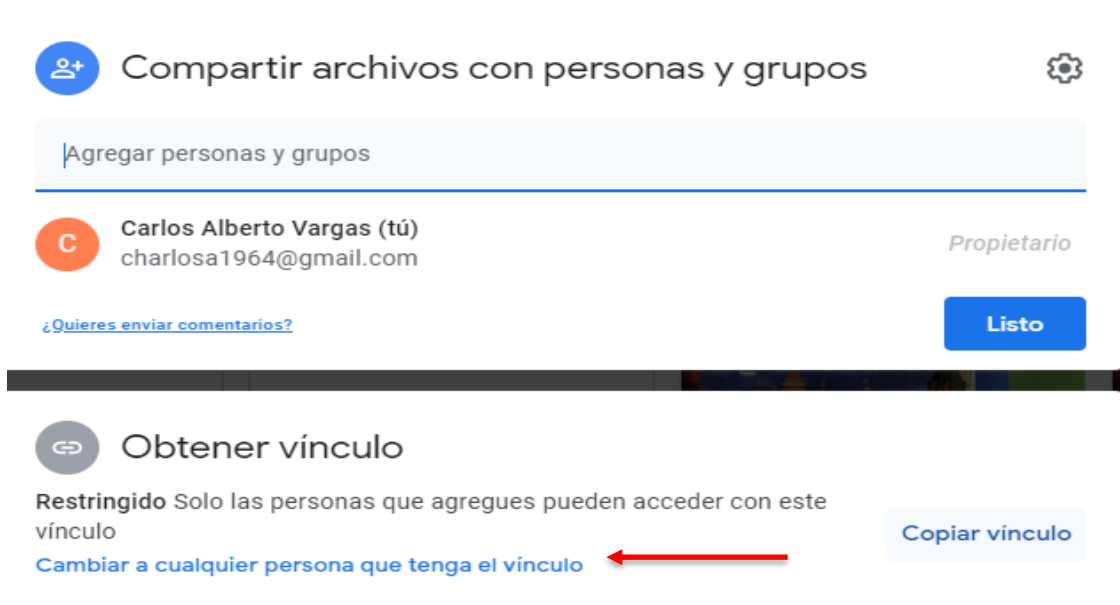 Compartir archivos con personas y grupos
Agregar personas y grupos
Carlos Alberto Vargas (tú)
charlosa1964@gmail.com
Propietario
C
¿Quieres enviar comentarios?
Listo
Obtener vínculo
Restringido Solo las personas que agregues pueden acceder con este
vínculo
Copiar vínculo
Cambiar a cualquier persona que tenga el vínculo